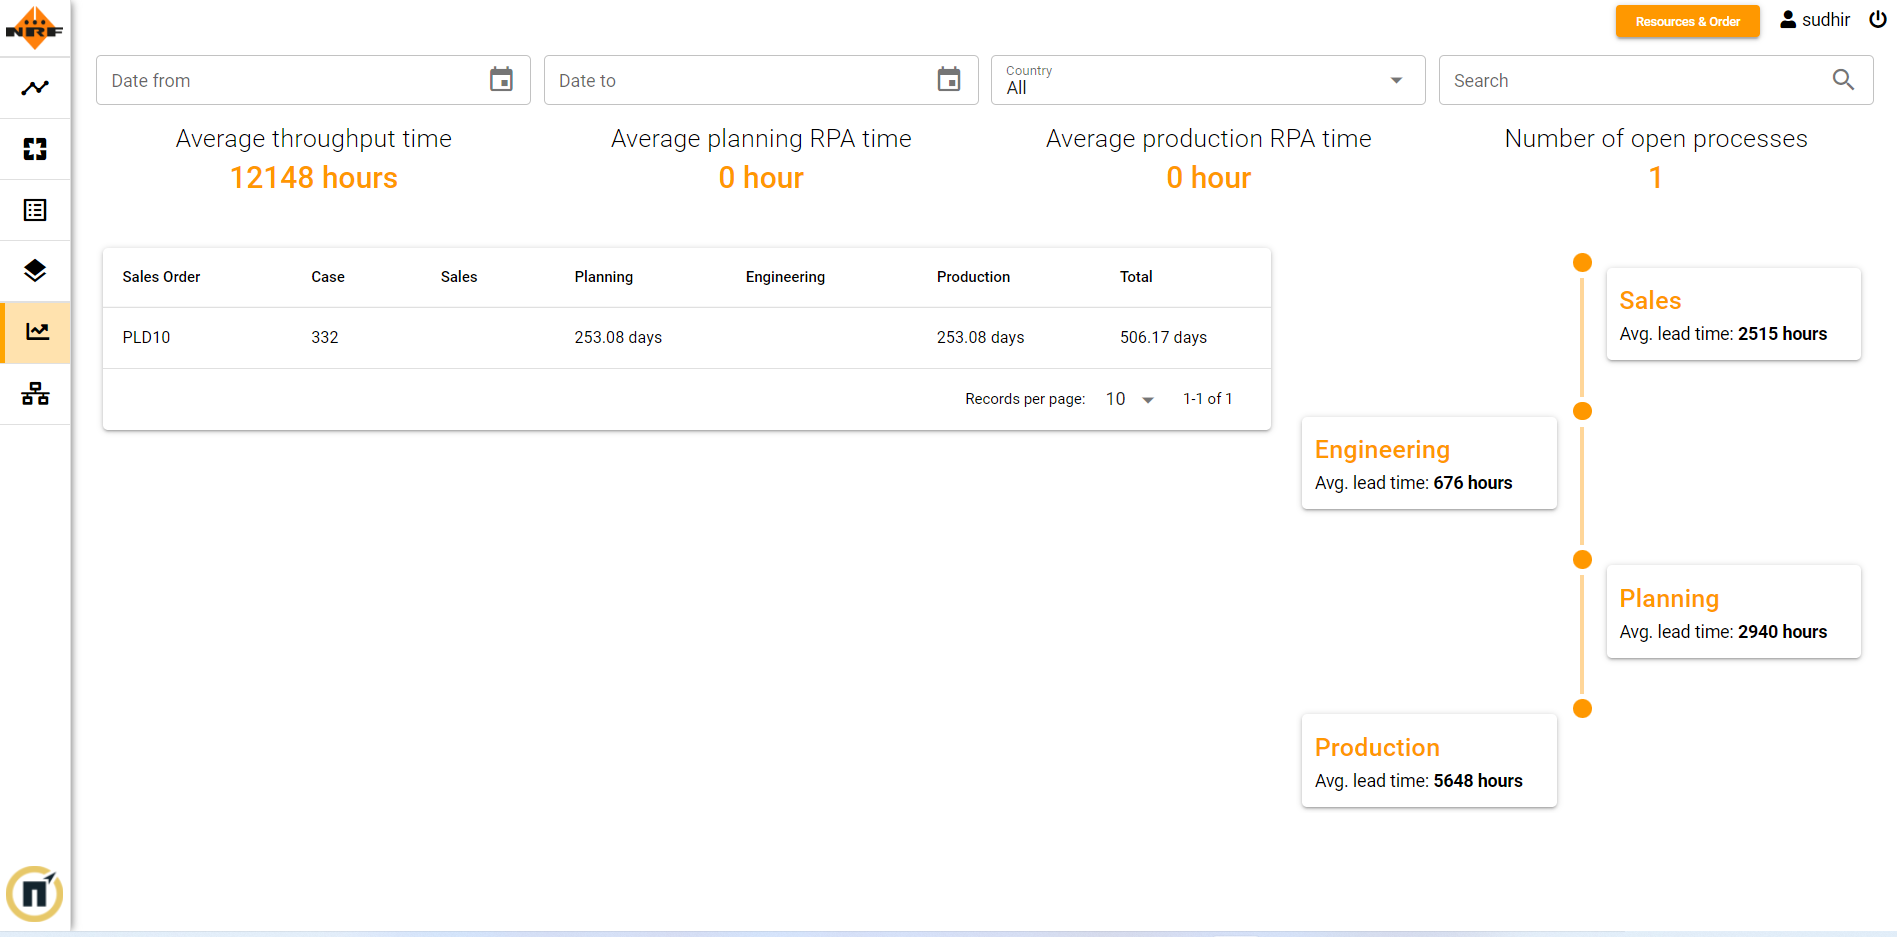 NRF
Resources & Order
sudhir
Date from
Date to
Country
All
Search
Average throughput time
12148 hours
Average planning RPA time
0 hour
Average production RPA time
0 hour
Number of open processes
1
Sales Order Case Sales Planning Engineering Production Total
PLD10 332 253.08 days 253.08 days 506.17 days
Records per page: 10 1-1 of 1
Sales
Avg. lead time: 2515 hours
Engineering
Avg. lead time: 676 hours
Planning
Avg. lead time: 2940 hours
Production
Avg. lead time: 5648 hours